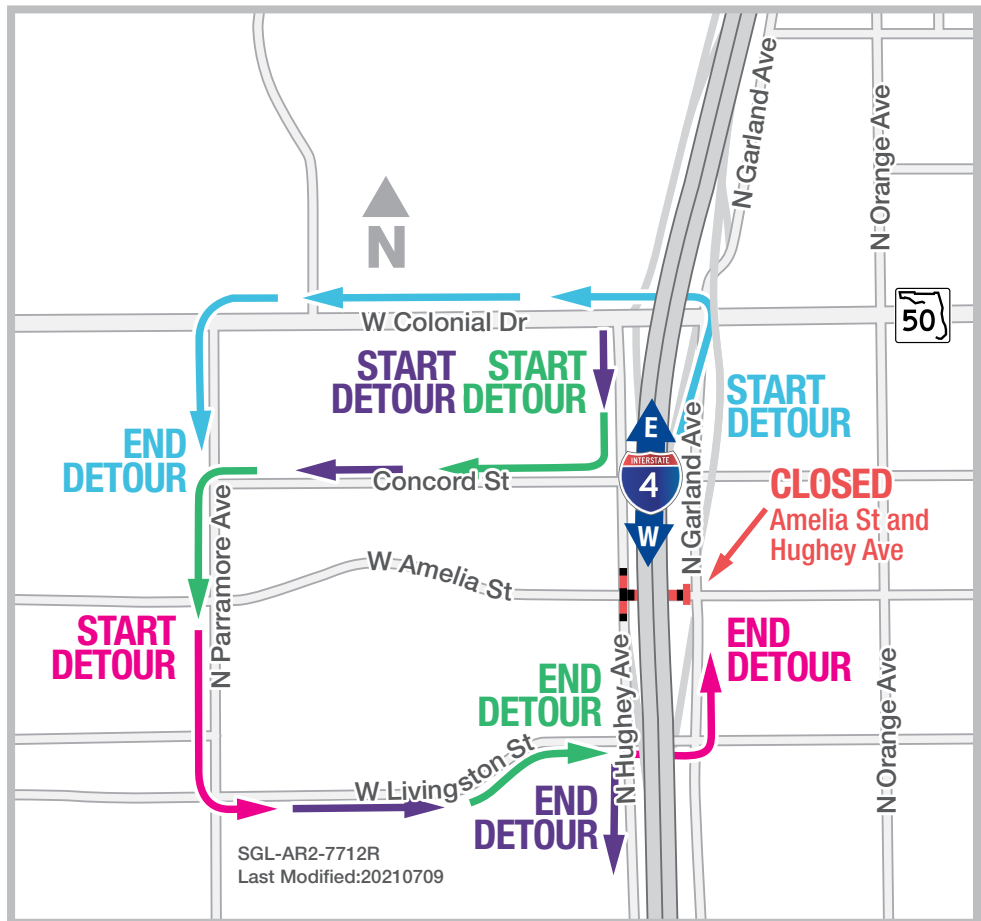 N Garland Ave
N Orange Ave
N
50
W Colonial Dr
START
DETOUR
START
DETOUR
START
DETOUR
E
INTERSTATE
4
W
END
DETOUR
Concord St
N Garland Ave
CLOSED
Amelia St and
Hughey Ave
N Parramore Ave
W Amelia St
START
DETOUR
END
DETOUR
END
DETOUR
N Hughey Ave
N Orange Ave
W Livingston St
END
DETOUR
SGL-AR2-7712R
Last Modified:20210709